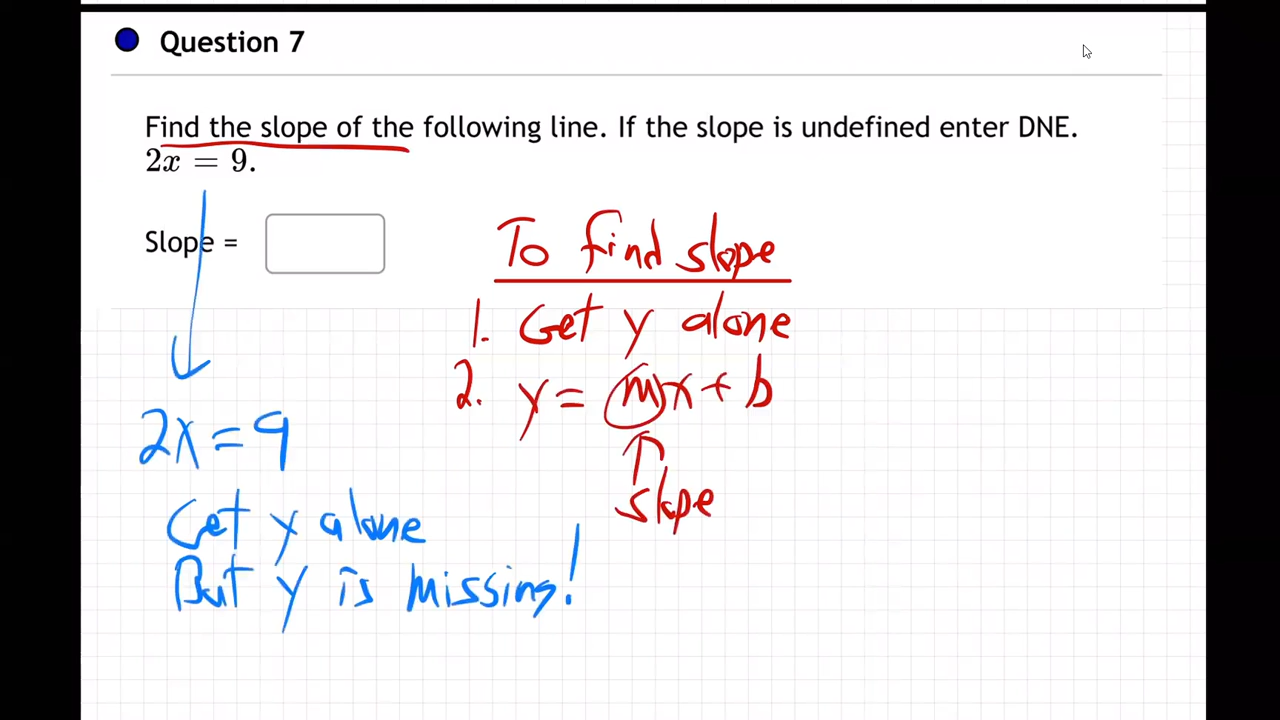 Question 7
Find the slope of the following line. If the slope is undefined enter DNE.
2x = 9.
Slope =
To find slope
1. Get y alone
2. y = mx + b
slope
2x = 9
Get y alone
But y is missing!